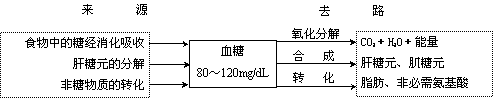 来 源
去 路
食物中的糖经消化吸收
肝糖元的分解
非糖物质的转化
血糖
80～120mg/dL
氧化分解
合 成
转 化
CO₂+H₂O+能量
肝糖元、肌糖元
脂肪、非必需氨基酸